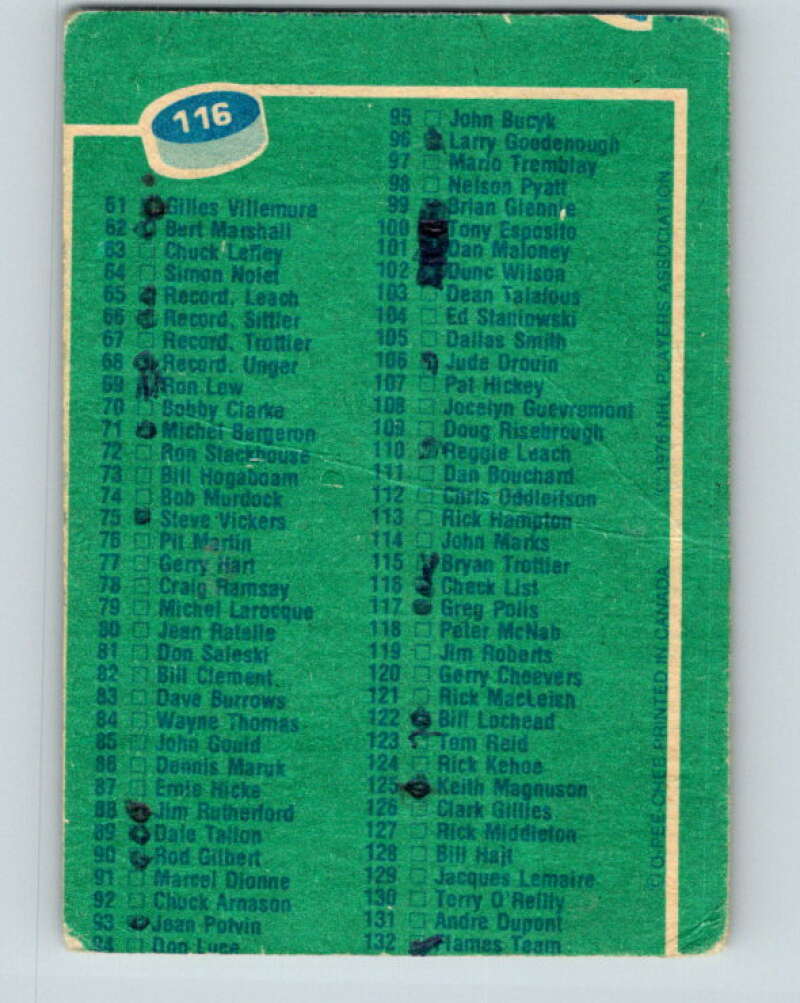 116
61 Gilles Villemure
62 Bert Marshall
63 Chuck Lefley
64 Simon Nolet
65 Record, Leach
66 Record, Sittler
67 Record, Trottier
68 Record, Unger
69 Ron Low
70 Bobby Clarke
71 Michel Bergeron
72 Ron Stackhouse
73 Bill Hogaboam
74 Bob Murdock
75 Steve Vickers
76 Pit Martin
77 Gerry Hart
78 Craig Ramsay
79 Michel Larocque
80 Jean Ratelle
81 Don Saleski
82 Bill Clement
83 Dave Burrows
84 Wayne Thomas
85 John Gould
86 Dennis Maruk
87 Ernie Hicke
88 Jim Rutherford
89 Dale Tallon
90 Rod Gilbert
91 Marcel Dionne
92 Chuck Arnason
93 Jean Potvin
94 Don Luce
95 John Bucyk
96 Larry Goodenough
97 Mario Tremblay
98 Nelson Pyatt
99 Brian Glennie
100 Tony Esposito
101 Dan Maloney
102 Dunc Wilson
103 Dean Talafous
104 Ed Staniowski
105 Dallas Smith
106 Jude Drouin
107 Pat Hickey
108 Jocelyn Guevremont
109 Doug Risebrough
110 Reggie Leach
111 Dan Bouchard
112 Chris Oddleifson
113 Rick Hampton
114 John Marks
115 Bryan Trottier
116 Check List
117 Greg Polis
118 Peter McNab
119 Jim Roberts
120 Gerry Cheevers
121 Rick MacLeish
122 Bill Lochead
123 Tom Reid
124 Rick Kehoe
125 Keith Magnuson
126 Clark Gillies
127 Rick Middleton
128 Bill Hajt
129 Jacques Lemaire
130 Terry O'Reilly
131 Andre Dupont
132 Flames Team
O-PEE-CHEE PRINTED IN CANADA 1976 NHL PLAYERS ASSOCIATION